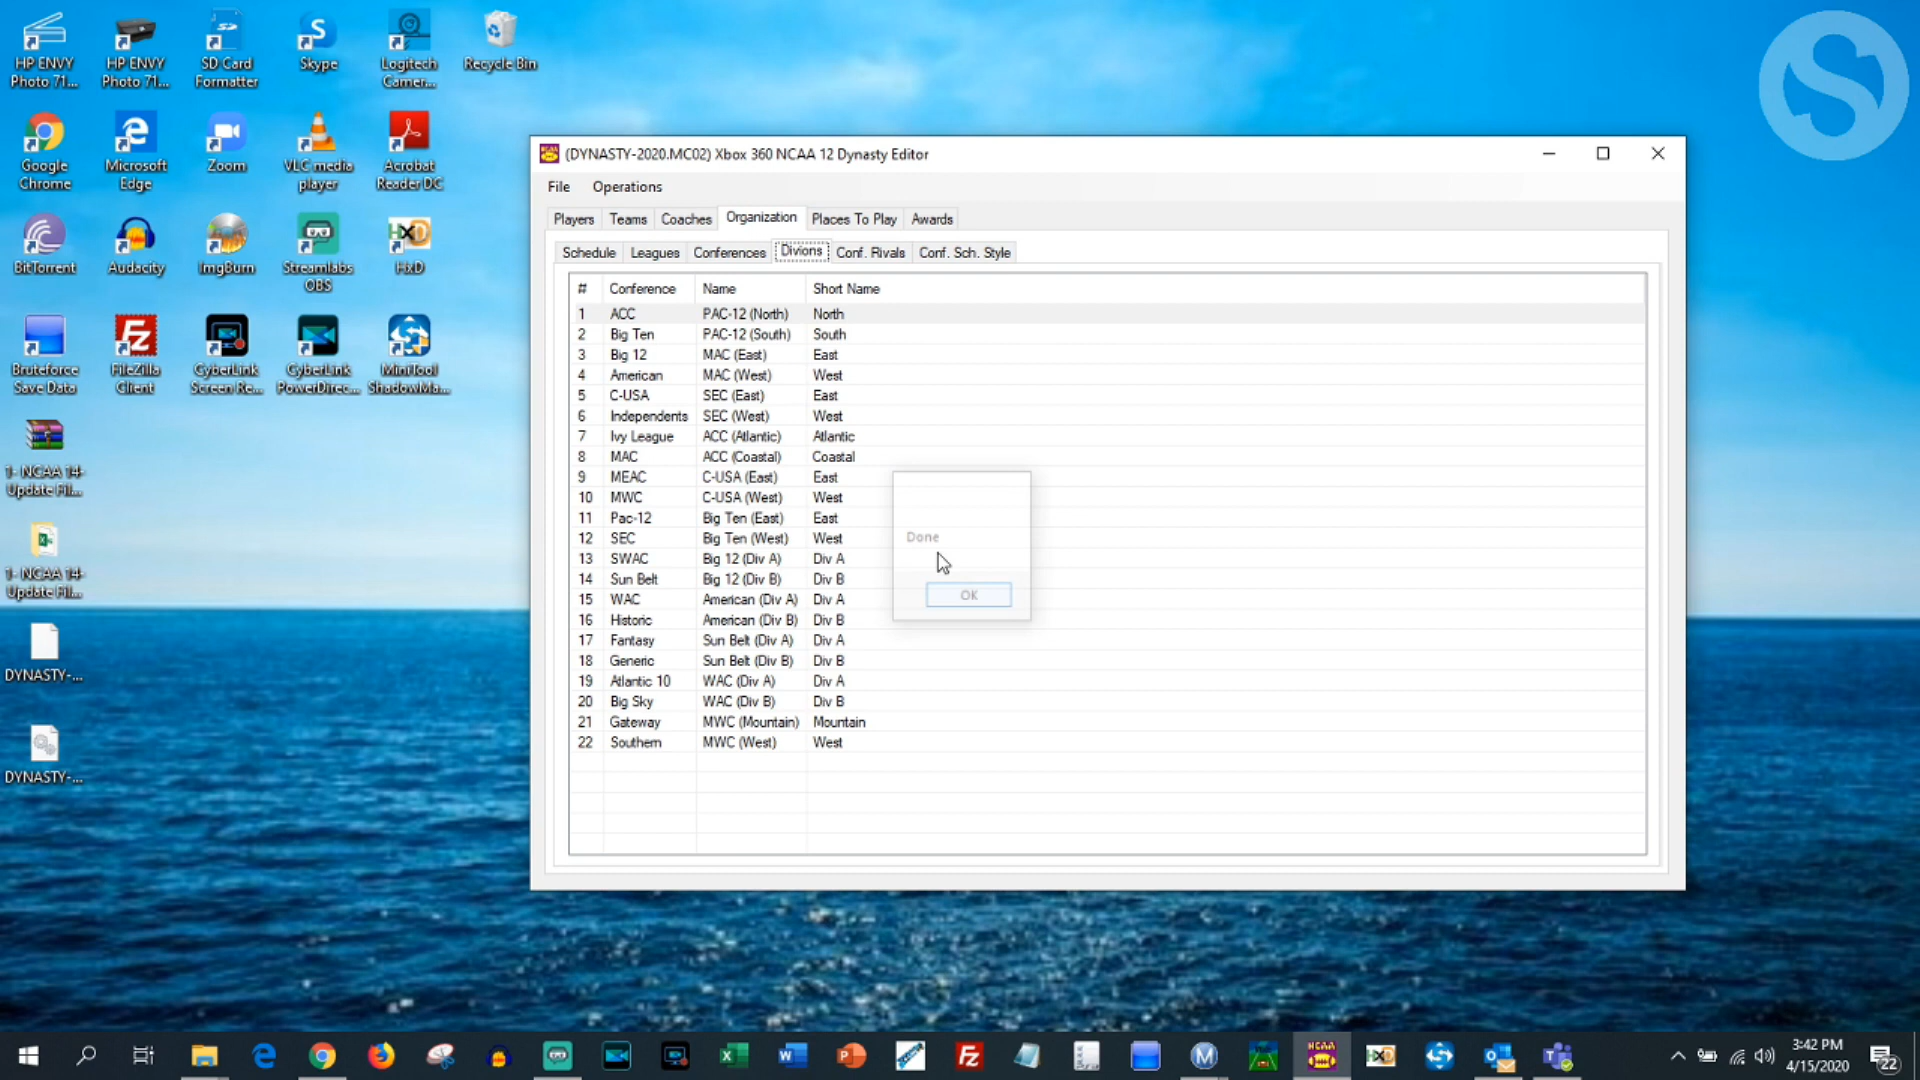 HP ENVY
Photo 71...
HP ENVY
Photo 71...
SD Card
Formatter
Skype
Logitech
Camer...
Recycle Bin
Google
Chrome
Microsoft
Edge
Zoom
VLC media
player
Acrobat
Reader DC
BitTorrent
Audacity
ImgBurn
Streamlabs
OBS
HxD
Bruteforce
Save Data
FileZilla
Client
CyberLink
Screen Re...
CyberLink
PowerDirec...
MiniTool
ShadowMa...
1- NCAA 14-
Update Fil...
1- NCAA 14-
Update Fil...
DYNASTY-...
DYNASTY-...
(DYNASTY-2020.MC02) Xbox 360 NCAA 12 Dynasty Editor
File Operations
Players Teams Coaches Organization Places To Play Awards
Schedule Leagues Conferences Divions Conf. Rivals Conf. Sch. Style
# Conference Name Short Name
1 ACC PAC-12 (North) North
2 Big Ten PAC-12 (South) South
3 Big 12 MAC (East) East
4 American MAC (West) West
5 C-USA SEC (East) East
6 Independents SEC (West) West
7 Ivy League ACC (Atlantic) Atlantic
8 MAC ACC (Coastal) Coastal
9 MEAC C-USA (East) East
10 MWC C-USA (West) West
11 Pac-12 Big Ten (East) East
12 SEC Big Ten (West) West
13 SWAC Big 12 (Div A) Div A
14 Sun Belt Big 12 (Div B) Div B
15 WAC American (Div A) Div A
16 Historic American (Div B) Div B
17 Fantasy Sun Belt (Div A) Div A
18 Generic Sun Belt (Div B) Div B
19 Atlantic 10 WAC (Div A) Div A
20 Big Sky WAC (Div B) Div B
21 Gateway MWC (Mountain) Mountain
22 Southern MWC (West) West
Done
OK
3:42 PM
4/15/2020
22